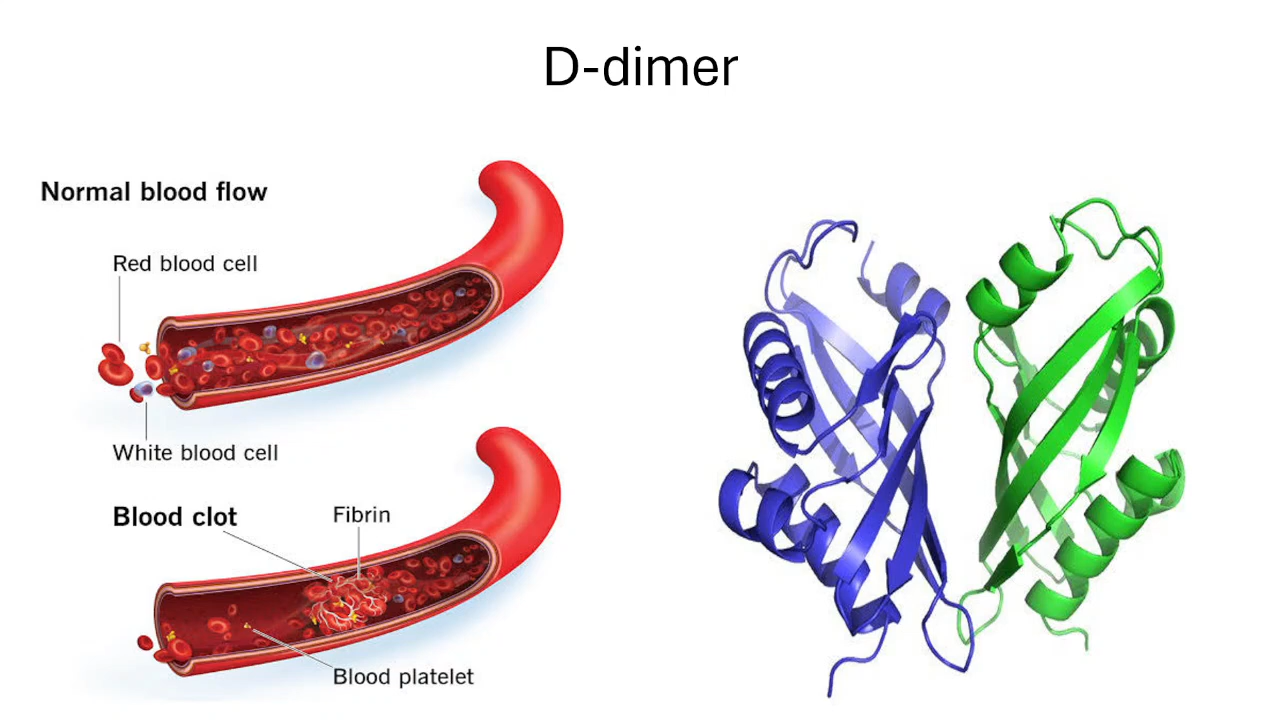 D-dimer
Normal blood flow
Red blood cell
White blood cell
Blood clot
Fibrin
Blood platelet